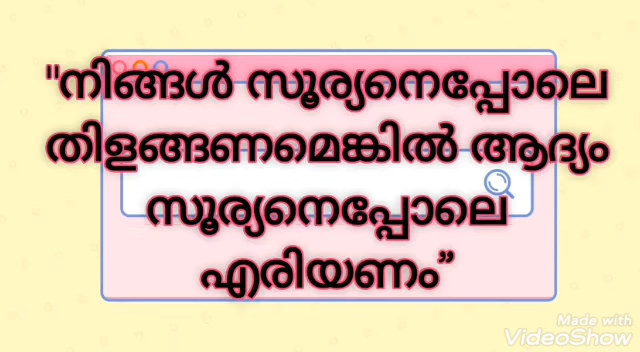 "നിങ്ങൾ സൂര്യനെപ്പോലെ
തിളങ്ങണമെങ്കിൽ ആദ്യം
സൂര്യനെപ്പോലെ
എരിയണം”
Made with
VideoShow